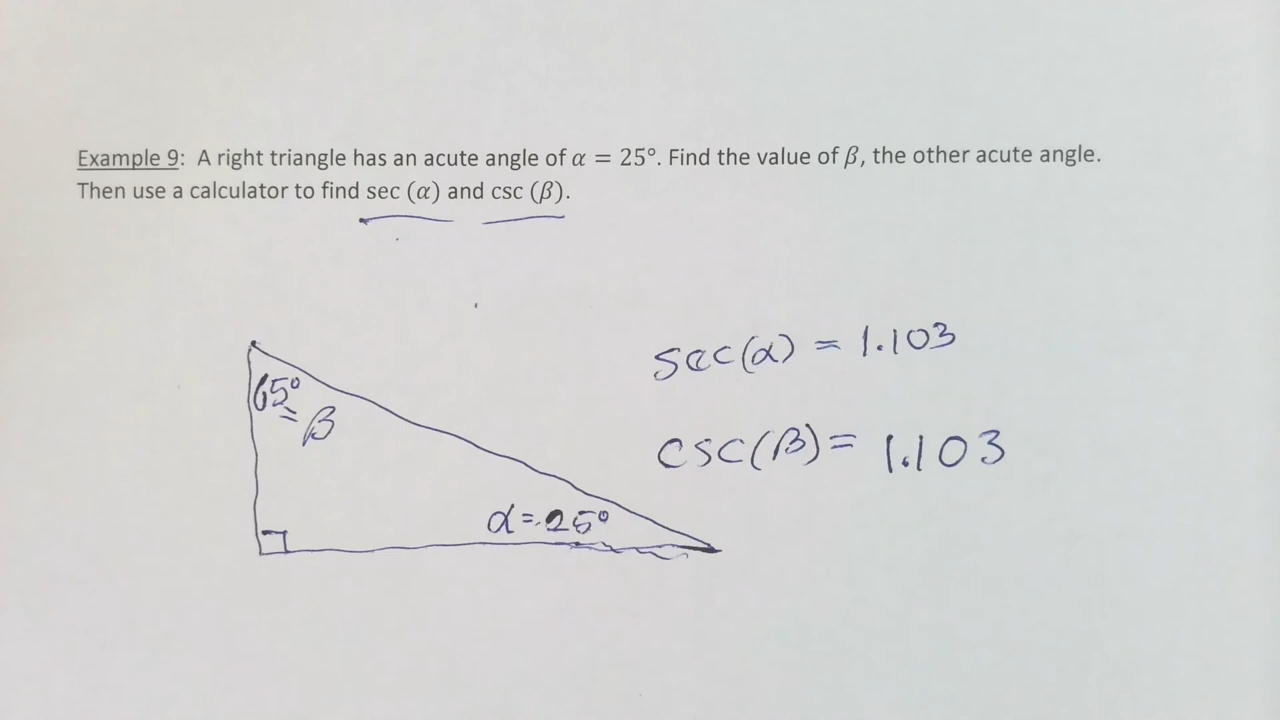 Example 9: A right triangle has an acute angle of α = 25°. Find the value of β, the other acute angle.
Then use a calculator to find sec (α) and csc (β).
sec(α) = 1.103
65°
= β
csc(β) = 1.103
α = 25°